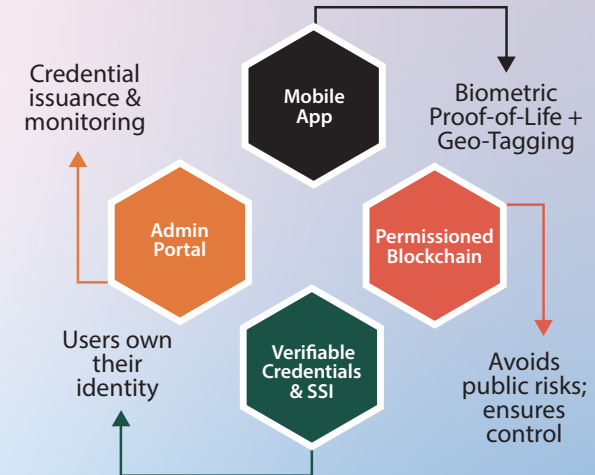 Mobile
App
Biometric
Proof-of-Life +
Geo-Tagging
Credential
issuance &
monitoring
Admin
Portal
Permissioned
Blockchain
Avoids
public risks;
ensures
control
Verifiable
Credentials
& SSI
Users own
their
identity